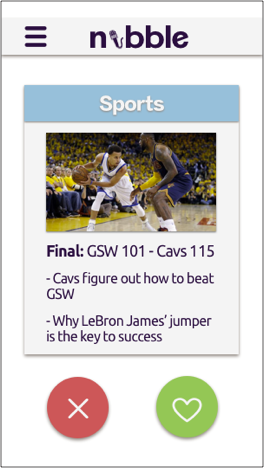 nibble
Sports
Final: GSW 101 - Cavs 115
- Cavs figure out how to beat
GSW
- Why LeBron James' jumper
is the key to success